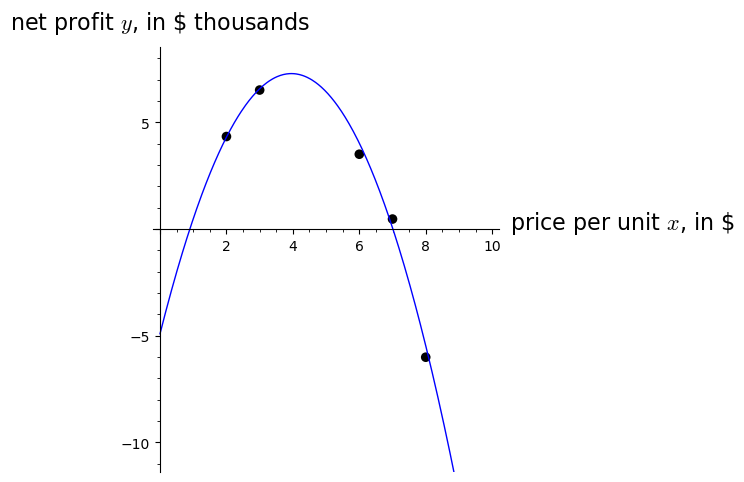 net profit y, in $ thousands
5
price per unit x, in $
2 4 6 8 10
−5
−10